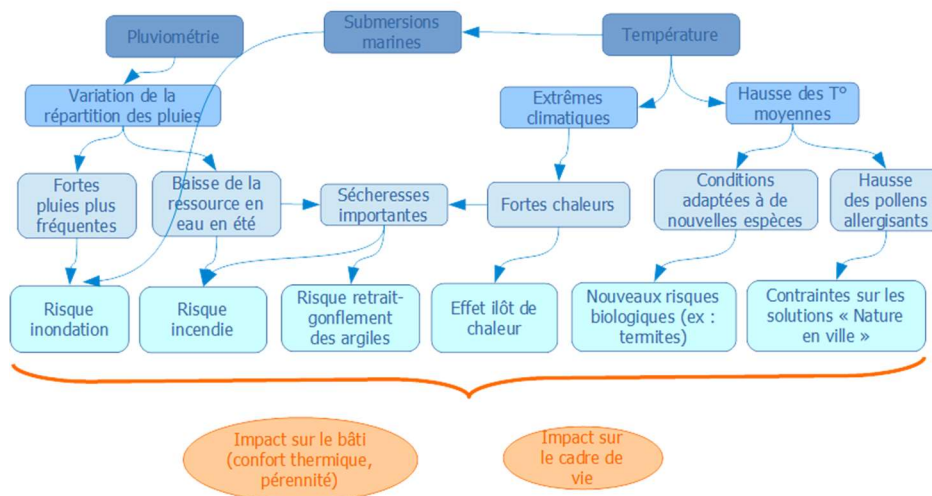 Pluviométrie
Submersions
marines
Température
Variation de la
répartition des pluies
Extrêmes
climatiques
Hausse des T°
moyennes
Fortes
pluies plus
fréquentes
Baisse de la
ressource en
eau en été
Sécheresses
importantes
Fortes chaleurs
Conditions
adaptées à de
nouvelles espèces
Hausse
des pollens
allergisants
Risque
inondation
Risque
incendie
Risque retrait-
gonflement
des argiles
Effet ilôt de
chaleur
Nouveaux risques
biologiques (ex :
termites)
Contraintes sur les
solutions « Nature
en ville »
Impact sur le bâti
(confort thermique,
pérennité)
Impact sur
le cadre de
vie